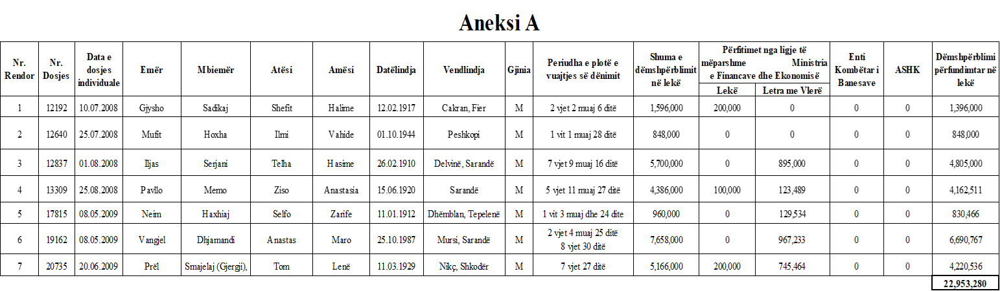 Aneksi A
Nr. Rendor	Nr. Dosjes	Data e dosjes individuale	Emër	Mbiemër	Atësi	Amësi	Datëlindja	Vendlindja	Gjinia	Periudha e plotë e vuajtjes së dënimit	Shuma e dëmshpërblimit në lekë	Përfitimet nga ligje të mëparshme Ministria e Financave dhe Ekonomisë	Enti Kombëtar i Banesave	ASHK	Dëmshpërblimi përfundimtar në lekë
Lekë	Letra me Vlerë
1	12192	10.07.2008	Gjysho	Sadikaj	Shefit	Halime	12.02.1917	Cakran, Fier	M	2 vjet 2 muaj 6 ditë	1,596,000	200,000	0	0	0	1,396,000
2	12640	25.07.2008	Mufit	Hoxha	Ilmi	Vahide	01.10.1944	Peshkopi	M	1 vit 1 muaj 28 ditë	848,000	0	0	0	0	848,000
3	12837	01.08.2008	Iljas	Serjani	Telha	Hasime	26.02.1910	Delvinë, Sarandë	M	7 vjet 9 muaj 16 ditë	5,700,000	0	895,000	0	0	4,805,000
4	13309	25.08.2008	Pavllo	Memo	Ziso	Anastasia	15.06.1920	Sarandë	M	5 vjet 11 muaj 27 ditë	4,386,000	100,000	123,489	0	0	4,162,511
5	17815	08.05.2009	Neim	Haxhiaj	Selfo	Zarife	11.01.1912	Dhëmblan, Tepelenë	M	1 vit 3 muaj dhe 24 dite	960,000	0	129,534	0	0	830,466
6	19162	08.05.2009	Vangjel	Dhjamandi	Anastas	Maro	25.10.1987	Mursi, Sarandë	M	2 vjet 4 muaj 25 ditë 8 vjet 30 ditë	7,658,000	0	967,233	0	0	6,690,767
7	20735	20.06.2009	Prël	Smajelaj (Gjergji),	Tom	Lenë	11.03.1929	Nikç, Shkodër	M	7 vjet 27 ditë	5,166,000	200,000	745,464	0	0	4,220,536
22,953,280